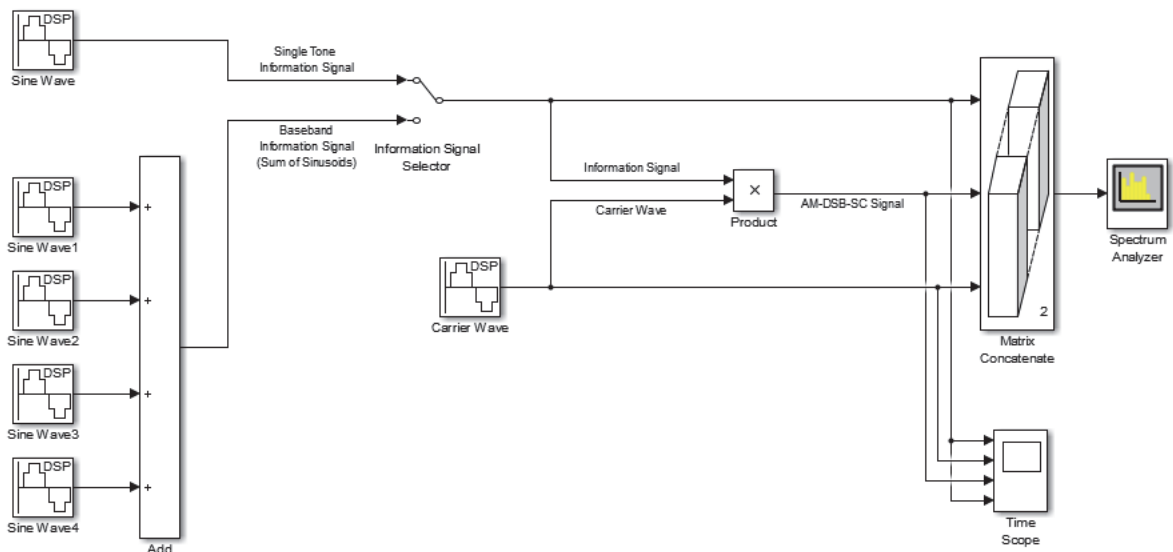 DSP
Sine Wave
Single Tone
Information Signal
Baseband
Information Signal
(Sum of Sinusoids)
Information Signal
Selector
DSP
Sine Wave1
+
DSP
Sine Wave2
+
DSP
Sine Wave3
+
DSP
Sine Wave4
+
Add
Information Signal
Carrier Wave
×
Product
AM-DSB-SC Signal
DSP
Carrier Wave
2
Matrix
Concatenate
Spectrum
Analyzer
Time
Scope